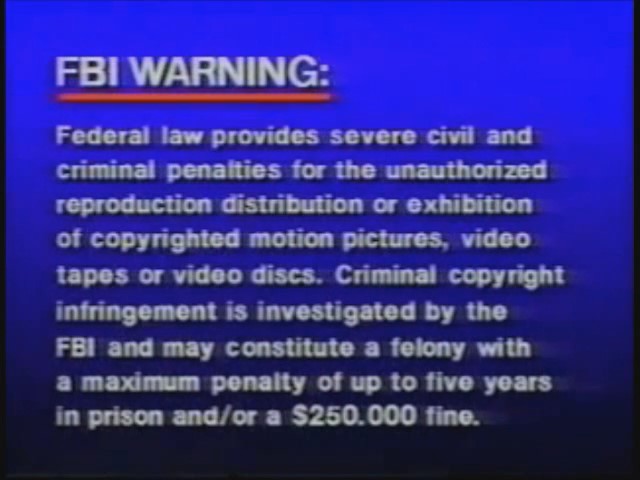 FBI WARNING:
Federal law provides severe civil and
criminal penalties for the unauthorized
reproduction distribution or exhibition
of copyrighted motion pictures, video
tapes or video discs. Criminal copyright
infringement is investigated by the
FBI and may constitute a felony with
a maximum penalty of up to five years
in prison and/or a $250.000 fine.